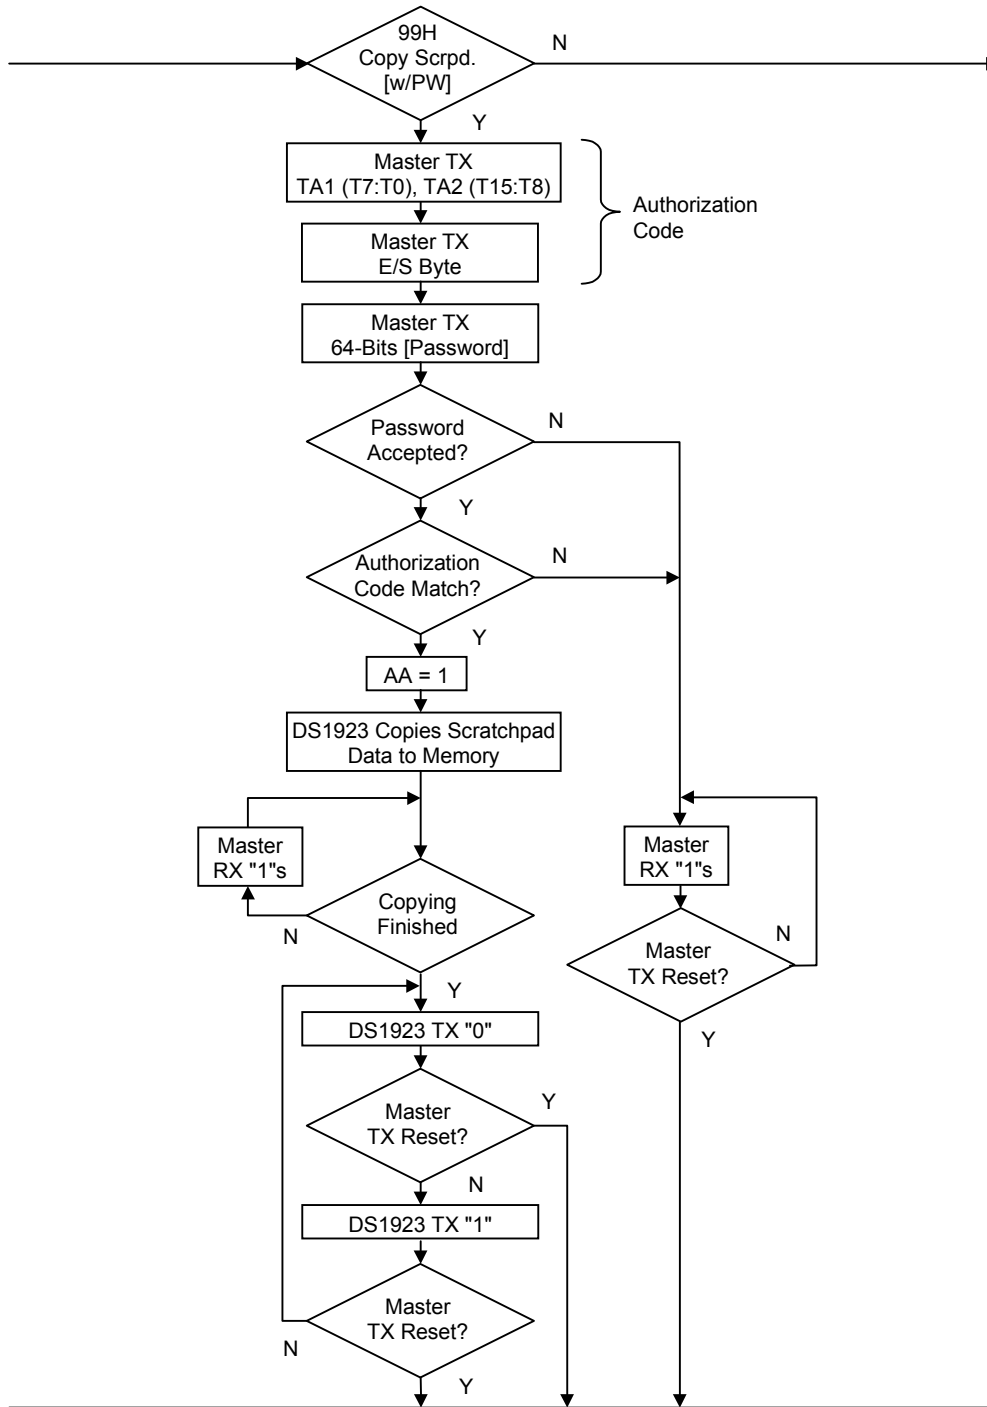 99H
Copy Scrpd.
[w/PW]
N
Y
Master TX
TA1 (T7:T0), TA2 (T15:T8)
Authorization
Code
Master TX
E/S Byte
Master TX
64-Bits [Password]
Password
Accepted?
N
Y
Authorization
Code Match?
N
Y
AA = 1
DS1923 Copies Scratchpad
Data to Memory
Master
RX "1"s
Copying
Finished
N
Y
Master
RX "1"s
Master
TX Reset?
N
Y
DS1923 TX "0"
Master
TX Reset?
Y
N
DS1923 TX "1"
Master
TX Reset?
N
Y